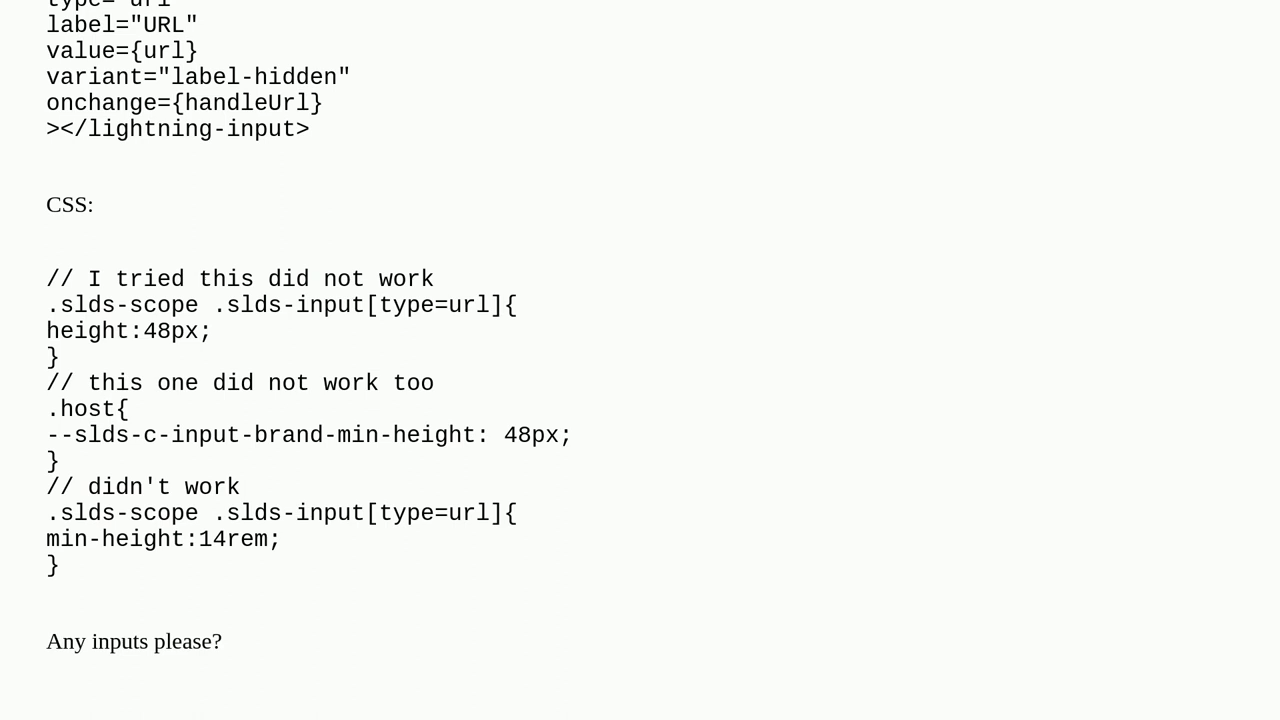 type="url"
label="URL"
value={url}
variant="label-hidden"
onchange={handleUrl}
></lightning-input>
CSS:
// I tried this did not work
.slds-scope .slds-input[type=url]{
height:48px;
}
// this one did not work too
.host{
--slds-c-input-brand-min-height: 48px;
}
// didn't work
.slds-scope .slds-input[type=url]{
min-height:14rem;
}
Any inputs please?